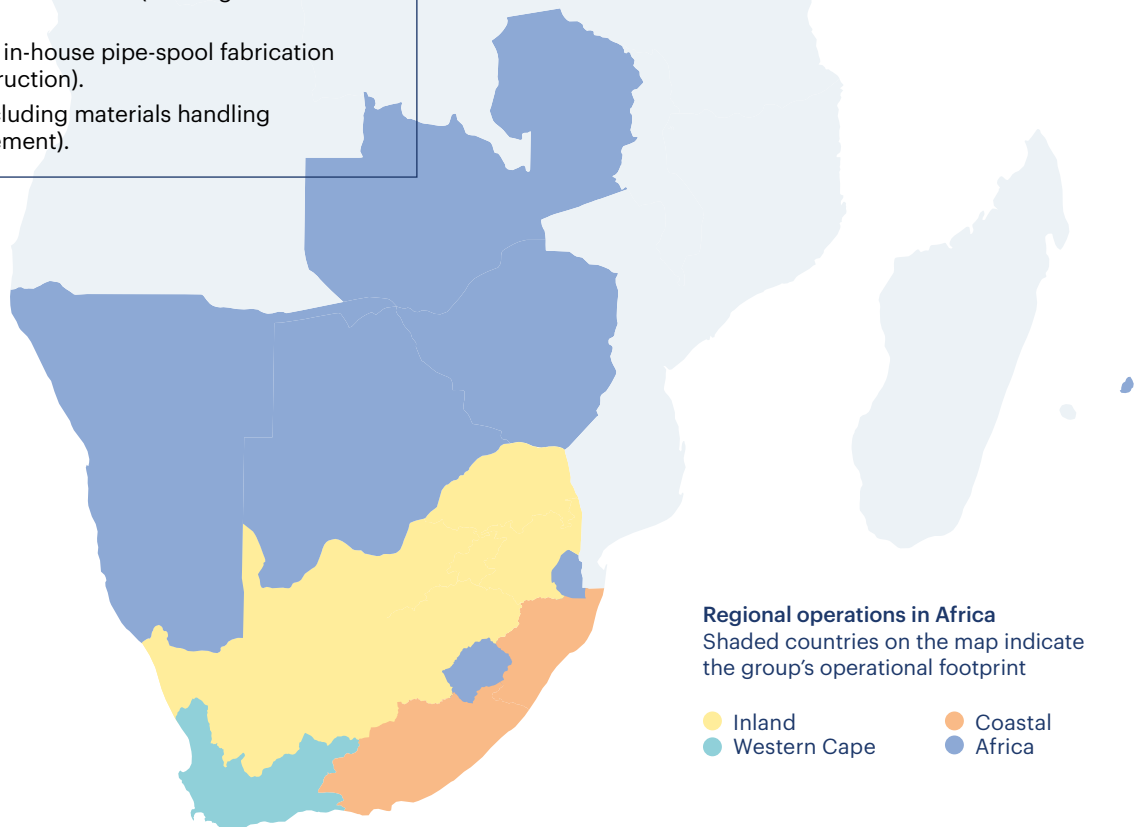 in-house pipe-spool fabrication
ruction).
cluding materials handling
ement).
Regional operations in Africa
Shaded countries on the map indicate
the group's operational footprint
Inland
Coastal
Western Cape
Africa